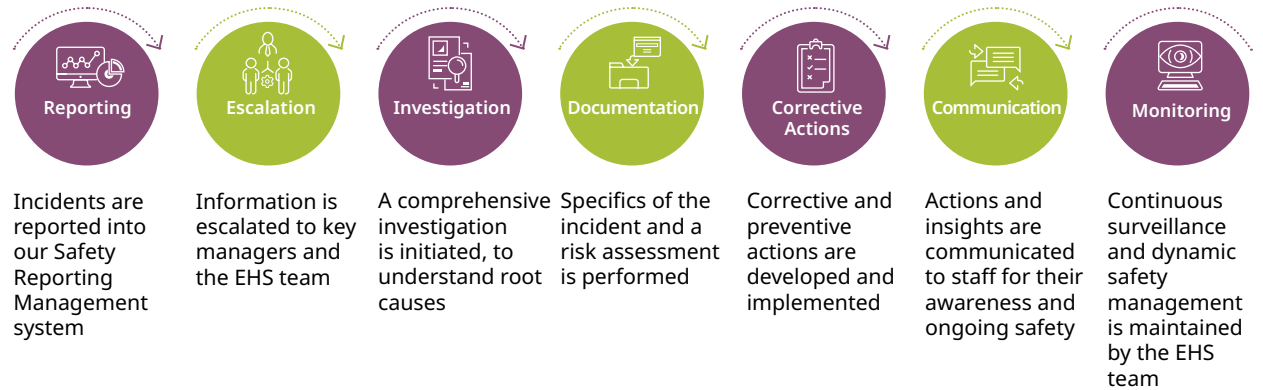 Reporting
Incidents are
reported into
our Safety
Reporting
Management
system
Escalation
Information is
escalated to key
managers and
the EHS team
Investigation
A comprehensive
investigation
is initiated, to
understand root
causes
Documentation
Specifics of the
incident and a
risk assessment
is performed
Corrective
Actions
Corrective and
preventive
actions are
developed and
implemented
Communication
Actions and
insights are
communicated
to staff for their
awareness and
ongoing safety
Monitoring
Continuous
surveillance
and dynamic
safety
management
is maintained
by the EHS
team